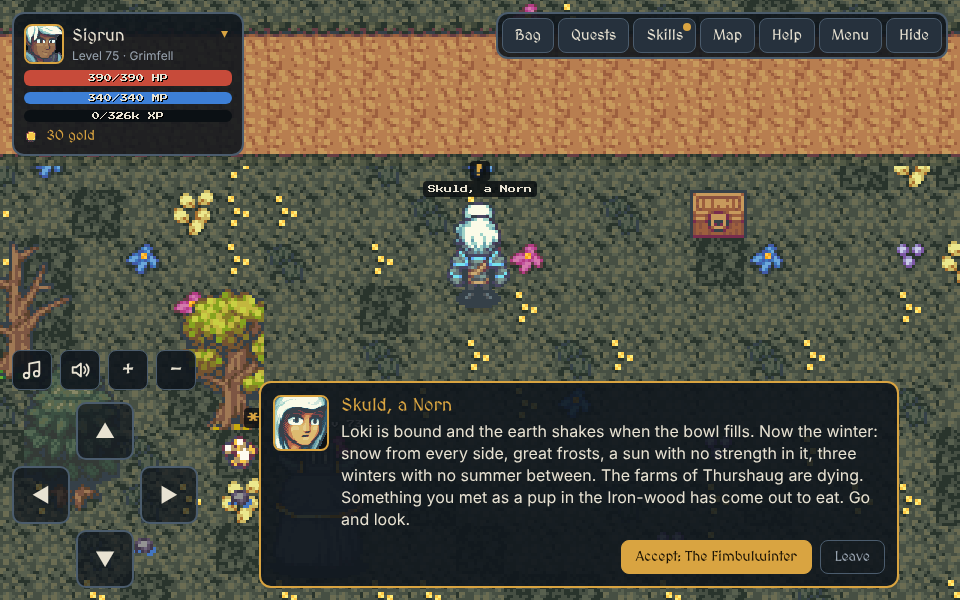 Sigrun
Level 75 · Grimfell
390/390 HP
340/340 MP
0/326k XP
30 gold
Bag
Quests
Skills
Map
Help
Menu
Hide
!
Skuld, a Norn
Skuld, a Norn
Loki is bound and the earth shakes when the bowl fills. Now the winter:
snow from every side, great frosts, a sun with no strength in it, three
winters with no summer between. The farms of Thurshaug are dying.
Something you met as a pup in the Iron-wood has come out to eat. Go
and look.
Accept: The Fimbulwinter
Leave